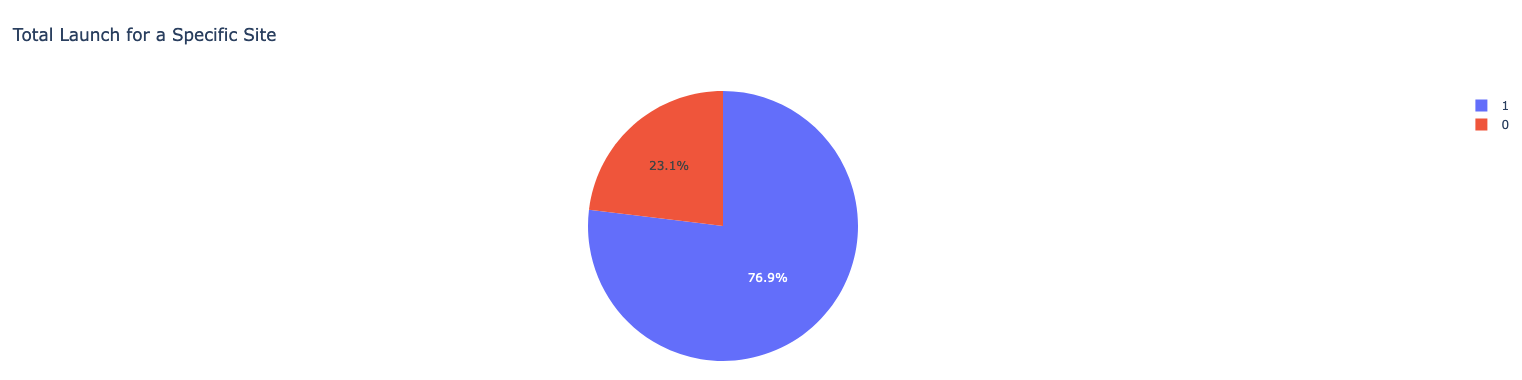 Total Launch for a Specific Site
1
0
23.1%
76.9%